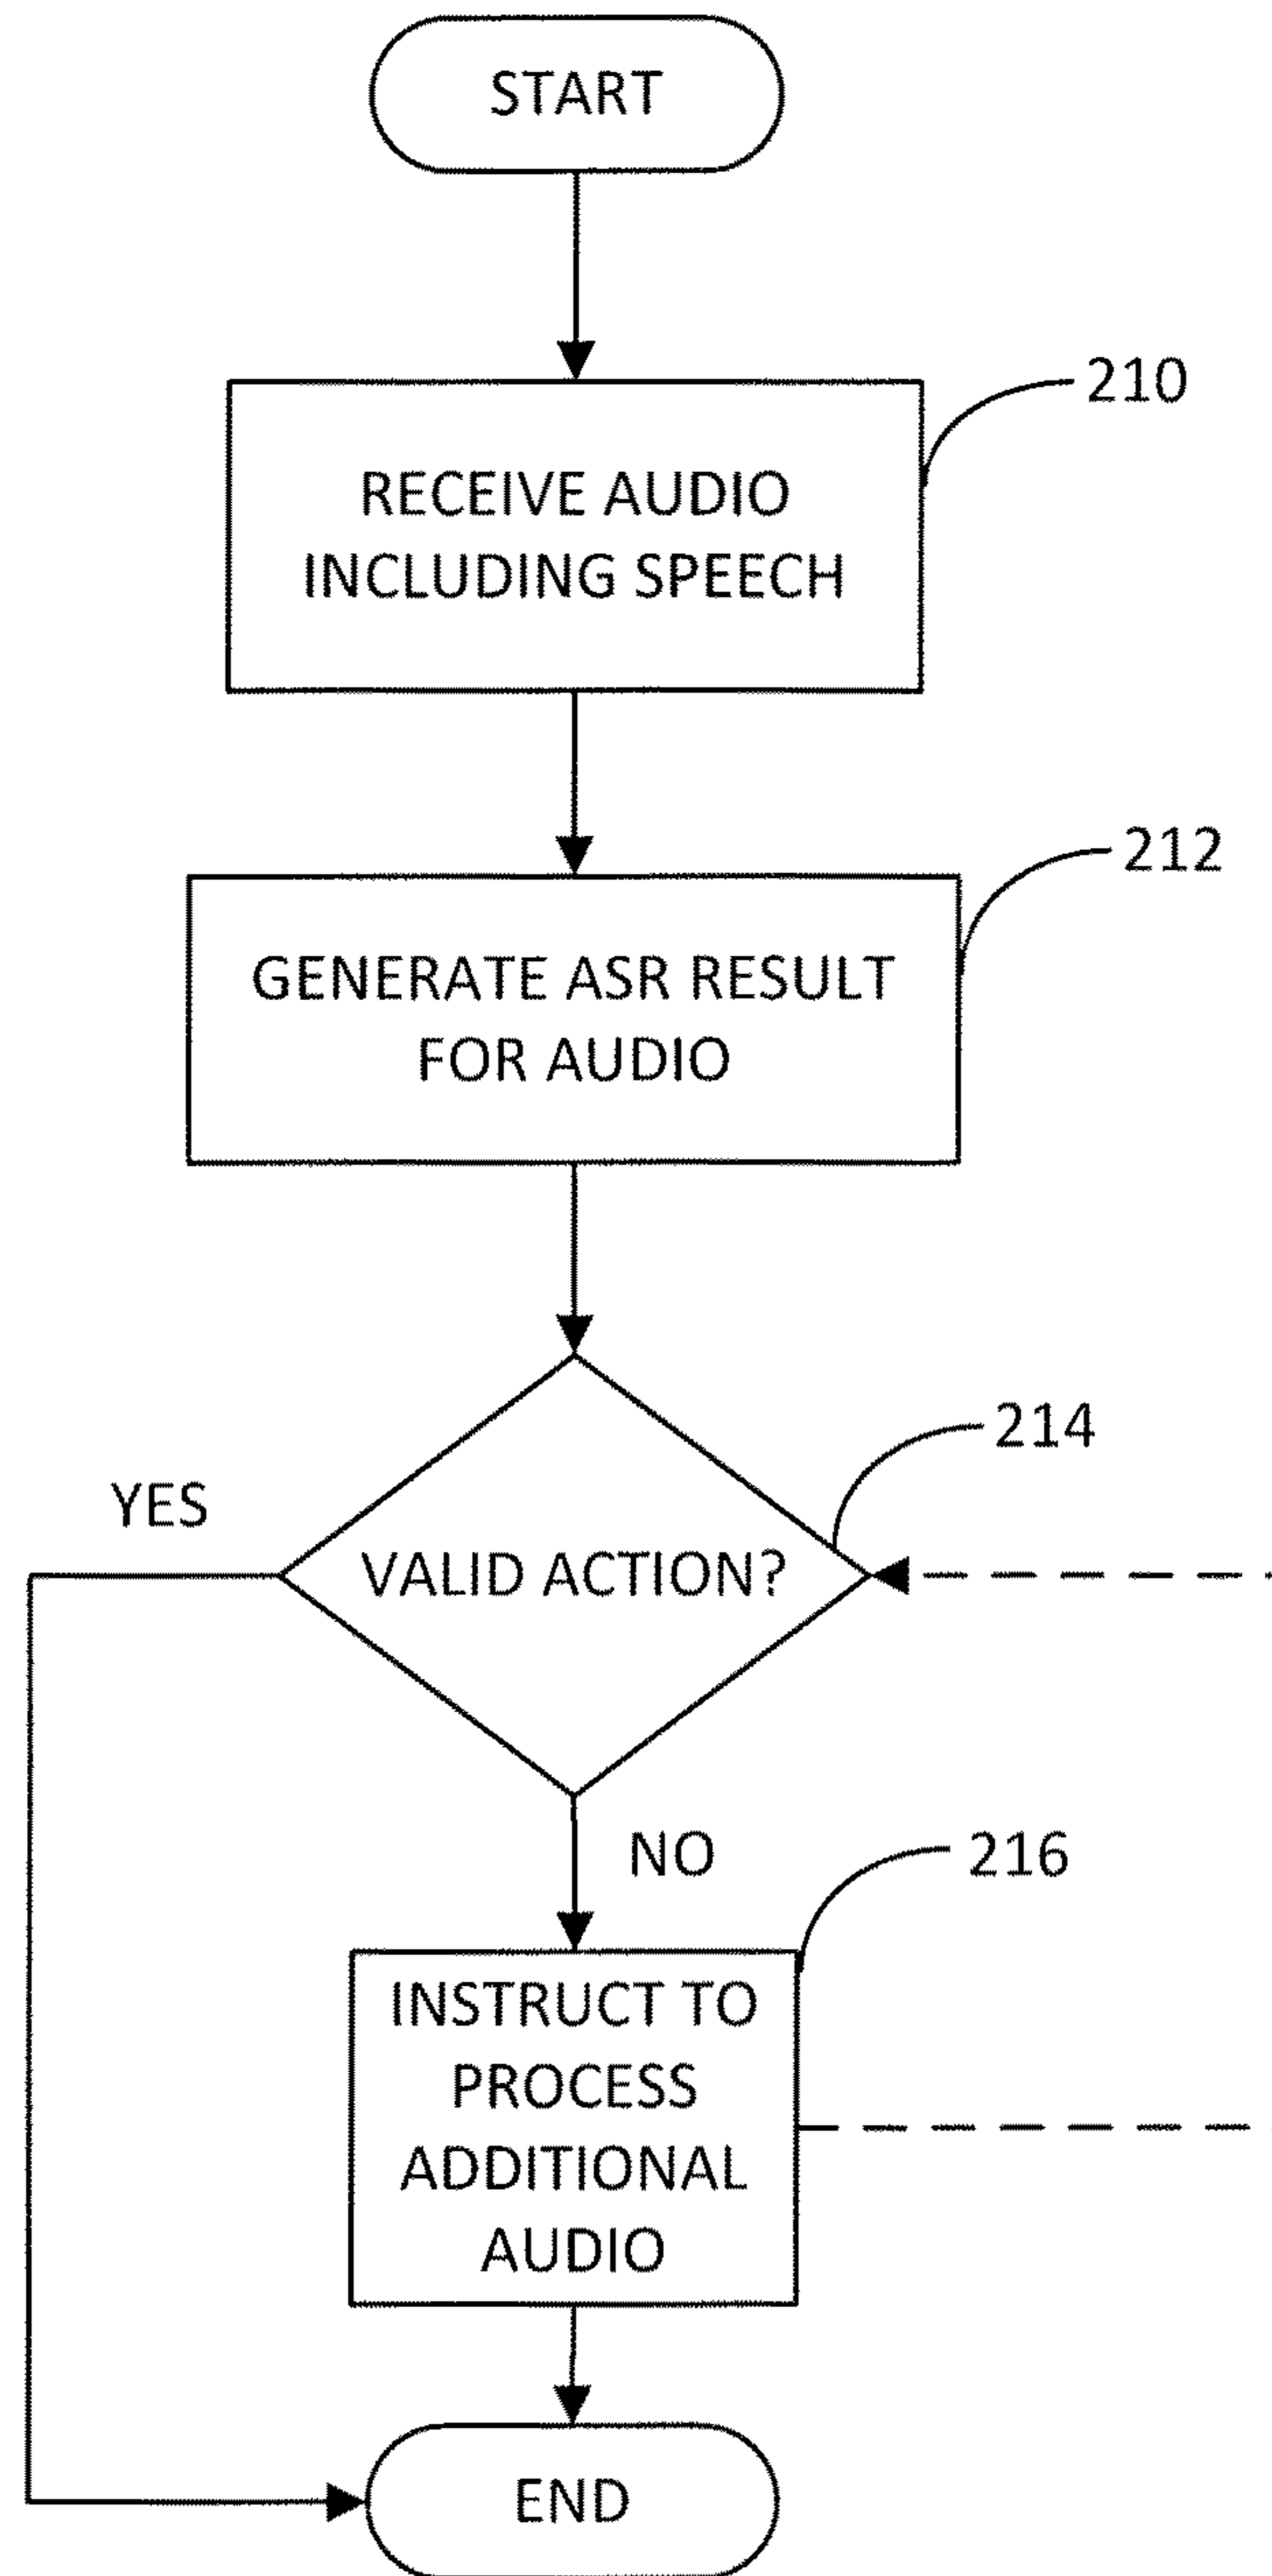 START
210
RECEIVE AUDIO
INCLUDING SPEECH
212
GENERATE ASR RESULT
FOR AUDIO
214
YES
VALID ACTION?
NO
216
INSTRUCT TO
PROCESS
ADDITIONAL
AUDIO
END